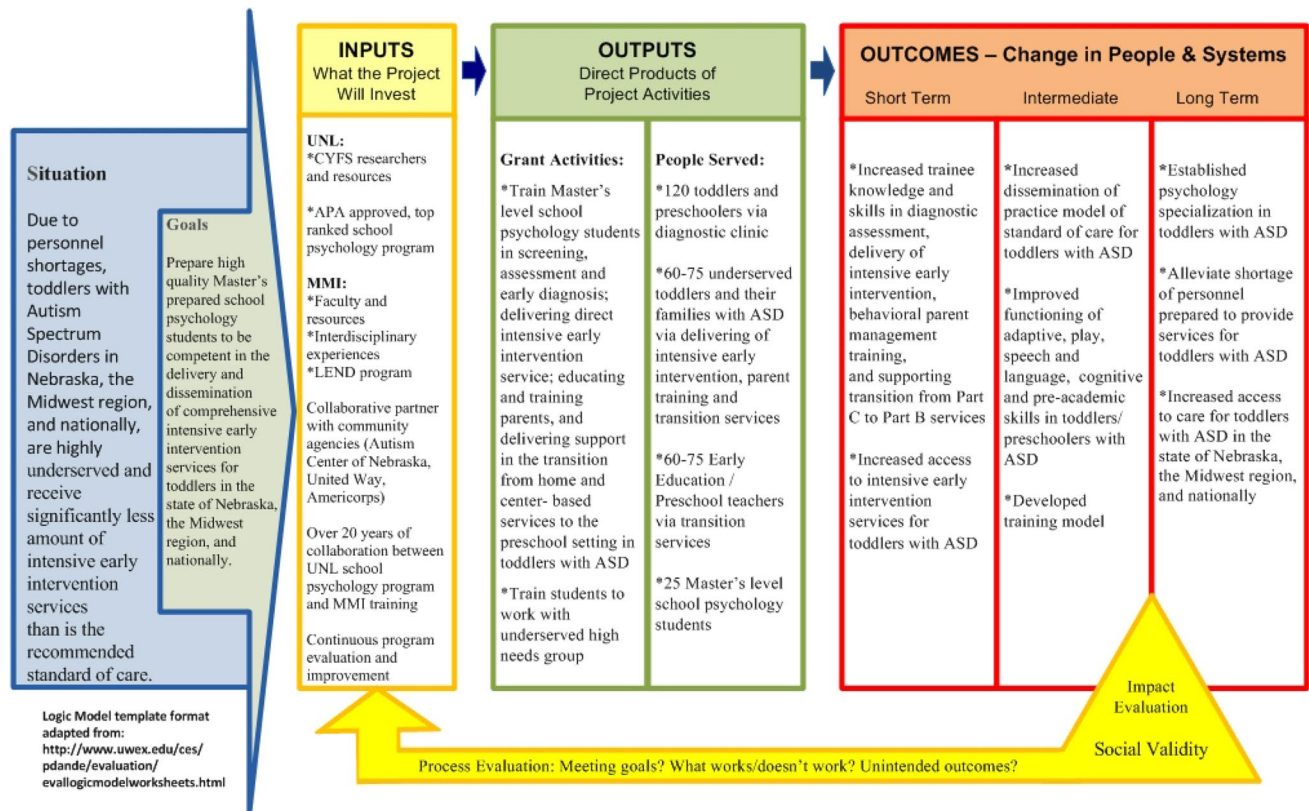 Situation
Due to
personnel
shortages,
toddlers with
Autism
Spectrum
Disorders in
Nebraska, the
Midwest region,
and nationally,
are highly
underserved and
receive
significantly less
amount of
intensive early
intervention
services
than is the
recommended
standard of care.
Goals
Prepare high
quality Master's
prepared school
psychology
students to be
competent in the
delivery and
dissemination
of comprehensive
intensive early
intervention
services for
toddlers in the
state of Nebraska,
the Midwest
region, and
nationally.
INPUTS
What the Project
Will Invest
UNL:
*CYFS researchers
and resources
*APA approved, top
ranked school
psychology program
MMI:
*Faculty and
resources
*Interdisciplinary
experiences
*LEND program
Collaborative partner
with community
agencies (Autism
Center of Nebraska,
United Way,
Americorps)
Over 20 years of
collaboration between
UNL school
psychology program
and MMI training
Continuous program
evaluation and
improvement
OUTPUTS
Direct Products of
Project Activities
Grant Activities:
*Train Master's
level school
psychology students
in screening,
assessment and
early diagnosis;
delivering direct
intensive early
intervention
service; educating
and training
parents, and
delivering support
in the transition
from home and
center- based
services to the
preschool setting in
toddlers with ASD
*Train students to
work with
underserved high
needs group
People Served:
*120 toddlers and
preschoolers via
diagnostic clinic
*60-75 underserved
toddlers and their
families with ASD
via delivering of
intensive early
intervention, parent
training and
transition services
*60-75 Early
Education /
Preschool teachers
via transition
services
*25 Master's level
school psychology
students
OUTCOMES – Change in People & Systems
Short Term
Intermediate
Long Term
*Increased trainee
knowledge and
skills in diagnostic
assessment,
delivery of
intensive early
intervention,
behavioral parent
management
training,
and supporting
transition from Part
C to Part B services
*Increased access
to intensive early
intervention
services for
toddlers with ASD
*Increased
dissemination of
practice model of
standard of care for
toddlers with ASD
*Improved
functioning of
adaptive, play,
speech and
language, cognitive
and pre-academic
skills in toddlers/
preschoolers with
ASD
*Developed
training model
*Established
psychology
specialization in
toddlers with ASD
*Alleviate shortage
of personnel
prepared to provide
services for
toddlers with ASD
*Increased access
to care for toddlers
with ASD in the
state of Nebraska,
the Midwest region,
and nationally
Impact
Evaluation
Social Validity
Process Evaluation: Meeting goals? What works/doesn't work? Unintended outcomes?
Logic Model template format
adapted from:
http://www.uwex.edu/ces/
pdande/evaluation/
evallogicmodelworksheets.html